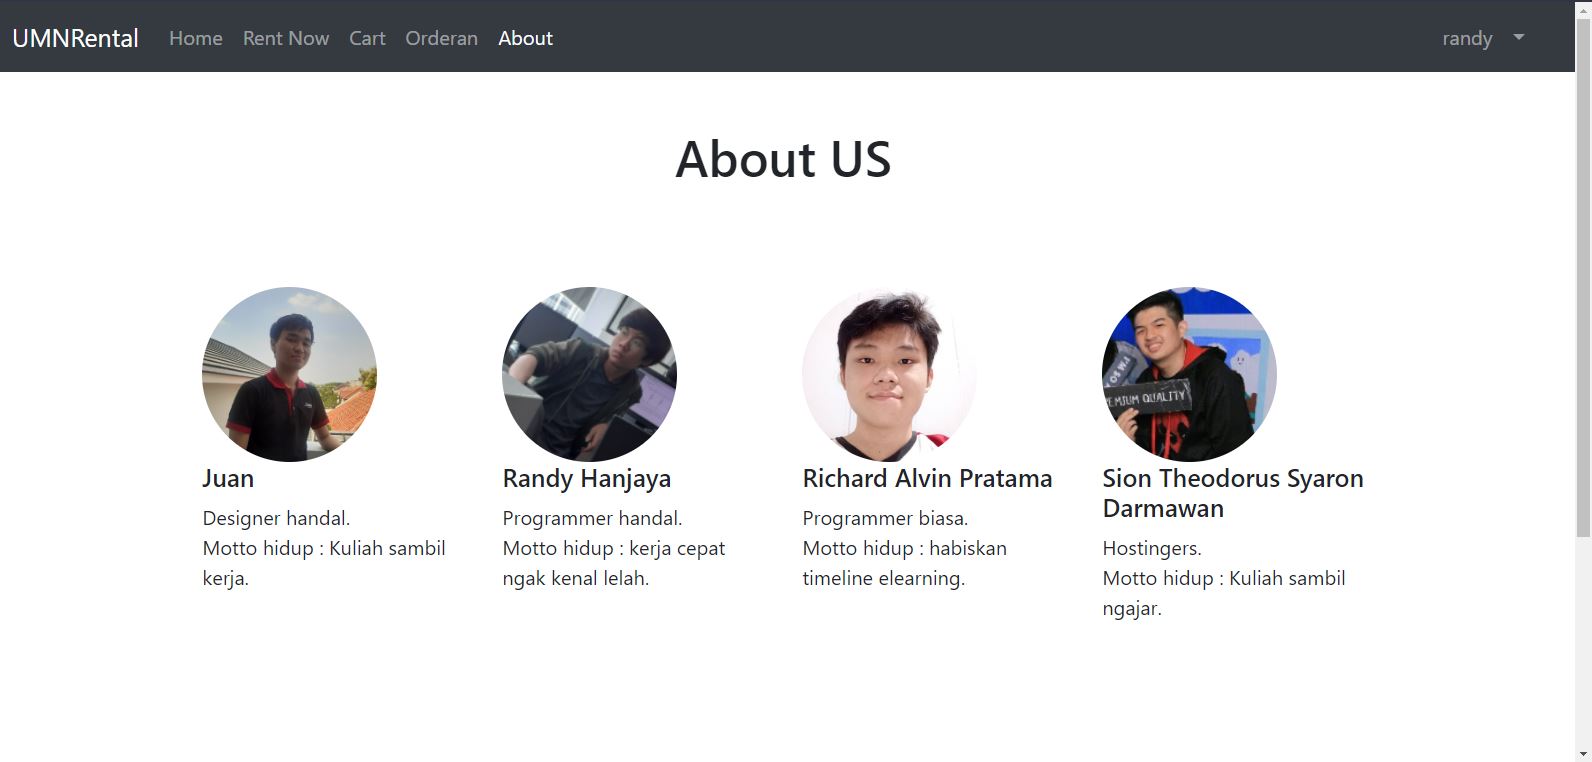 UMNRental Home Rent Now Cart Orderan About randy
About US
Juan
Designer handal.
Motto hidup : Kuliah sambil
kerja.
Randy Hanjaya
Programmer handal.
Motto hidup : kerja cepat
ngak kenal lelah.
Richard Alvin Pratama
Programmer biasa.
Motto hidup : habiskan
timeline elearning.
PREMIUM QUALITY
Sion Theodorus Syaron
Darmawan
Hostingers.
Motto hidup : Kuliah sambil
ngajar.